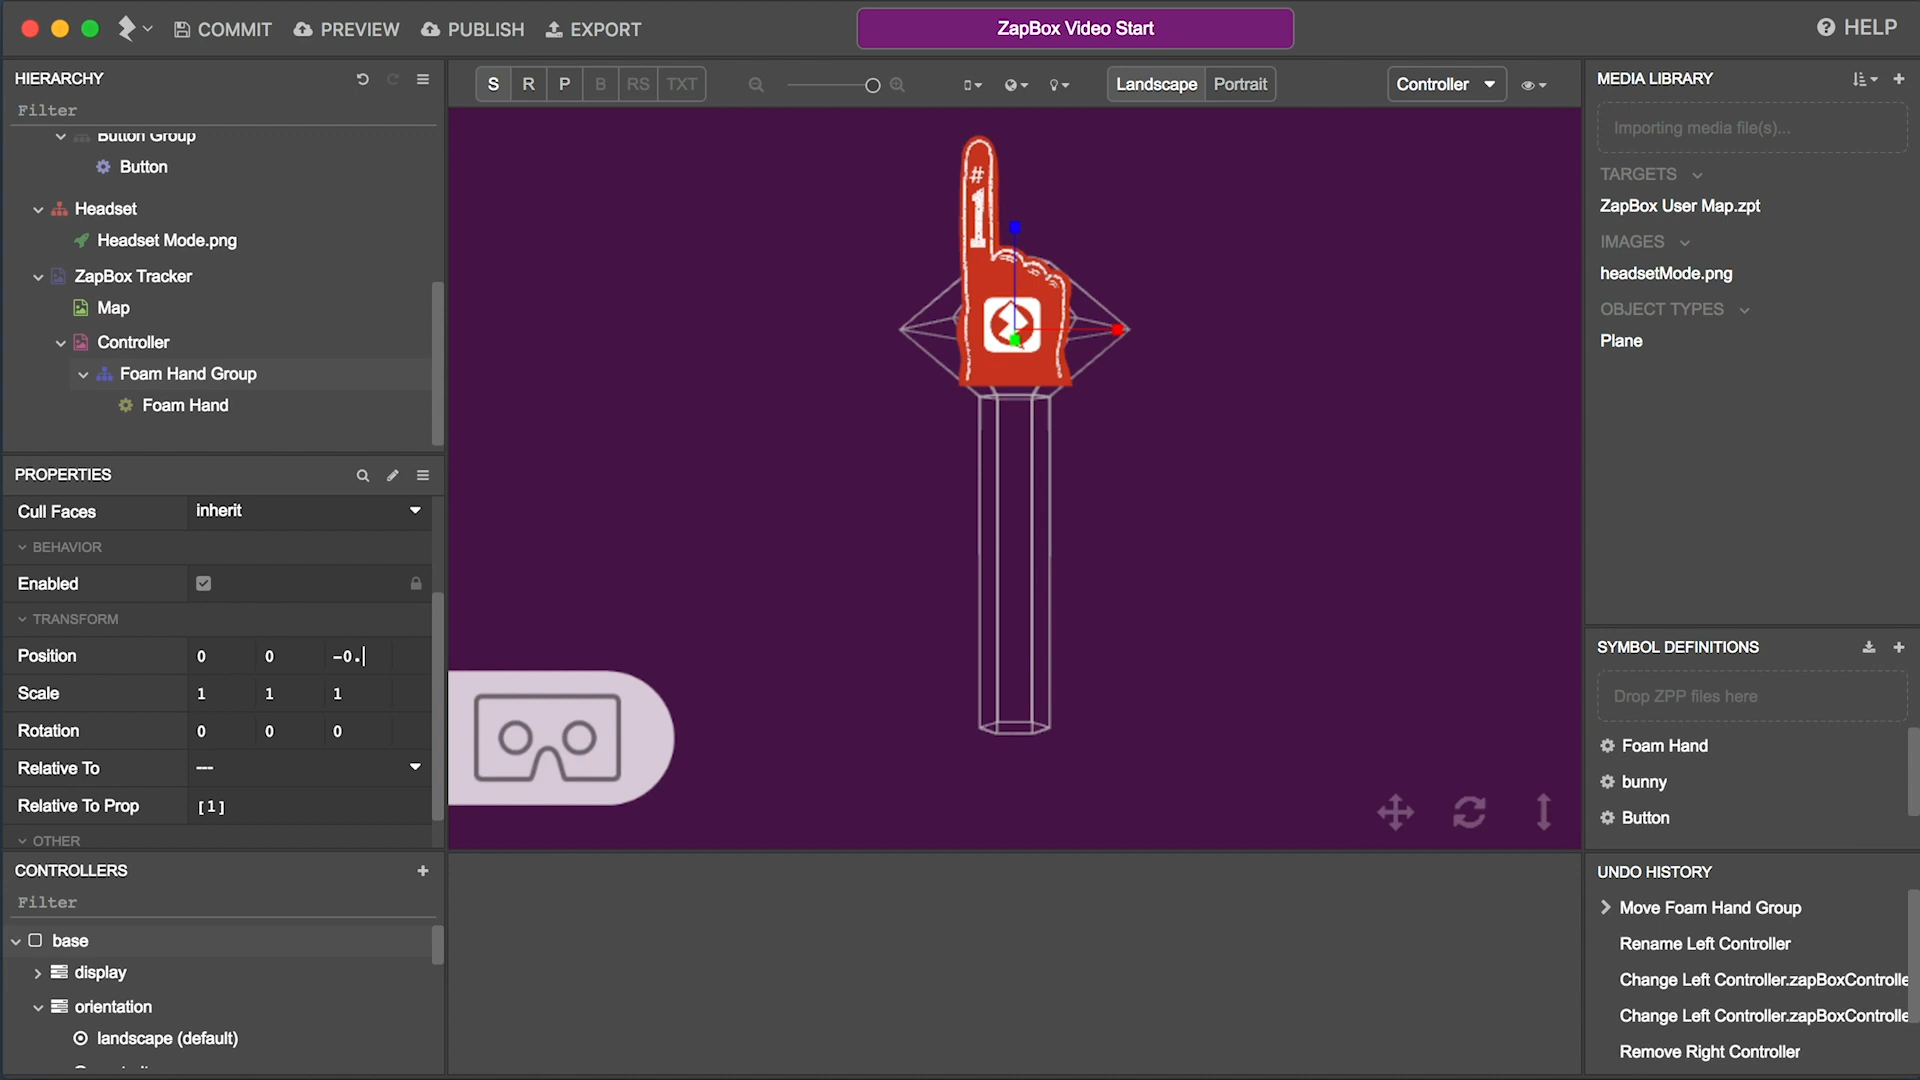 COMMIT PREVIEW PUBLISH EXPORT ZapBox Video Start HELP
HIERARCHY
Filter
Button Group
Button
Headset
Headset Mode.png
ZapBox Tracker
Map
Controller
Foam Hand Group
Foam Hand
PROPERTIES
Cull Faces inherit
BEHAVIOR
Enabled
TRANSFORM
Position 0 0 -0.
Scale 1 1 1
Rotation 0 0 0
Relative To ---
Relative To Prop [1]
OTHER
CONTROLLERS
Filter
base
display
orientation
landscape (default)
S R P B RS TXT Landscape Portrait Controller
#
1
MEDIA LIBRARY
Importing media file(s)...
TARGETS
ZapBox User Map.zpt
IMAGES
headsetMode.png
OBJECT TYPES
Plane
SYMBOL DEFINITIONS
Drop ZPP files here
Foam Hand
bunny
Button
UNDO HISTORY
Move Foam Hand Group
Rename Left Controller
Change Left Controller.zapBoxControlle
Change Left Controller.zapBoxControlle
Remove Right Controller